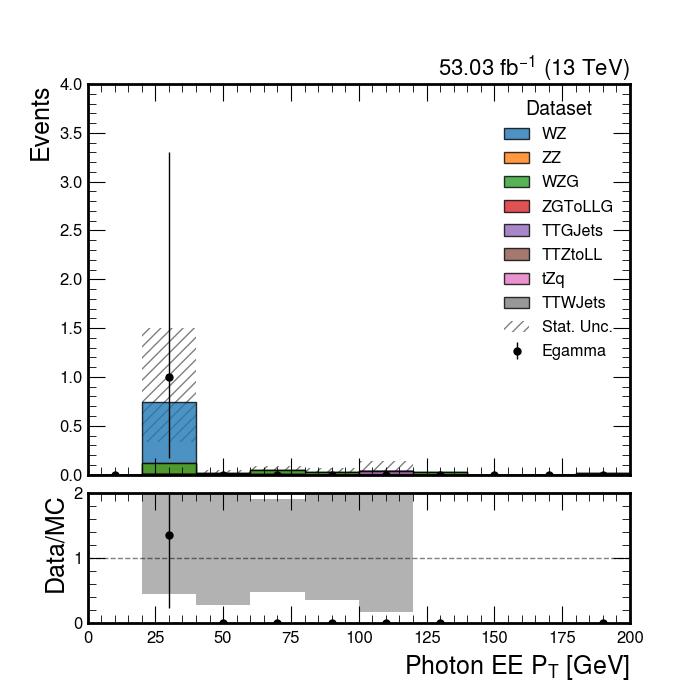 53.03 fb⁻¹ (13 TeV)
Events
4.0
3.5
3.0
2.5
2.0
1.5
1.0
0.5
0.0
Dataset
WZ
ZZ
WZG
ZGToLLG
TTGJets
TTZtoLL
tZq
TTWJets
Stat. Unc.
Egamma
Data/MC
2
1
0
0 25 50 75 100 125 150 175 200
Photon EE P_T [GeV]